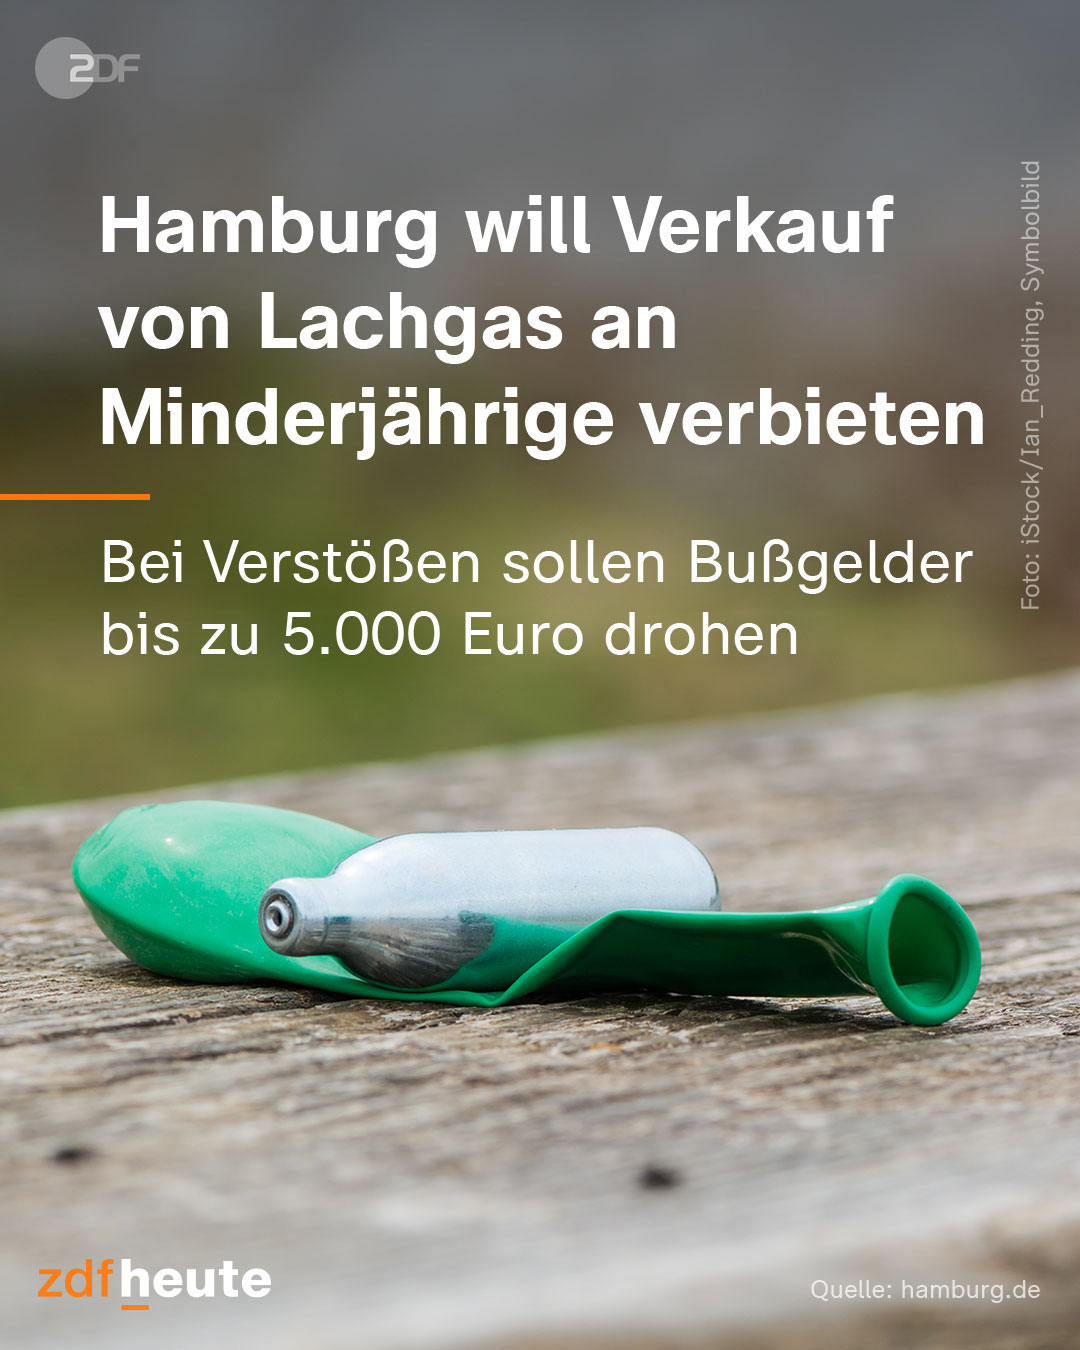 ZDF
Hamburg will Verkauf
von Lachgas an
Minderjährige verbieten
Bei Verstößen sollen Bußgelder
bis zu 5.000 Euro drohen
Foto: iStock/Ian_Redding, Symbolbild
zdfheute
Quelle: hamburg.de